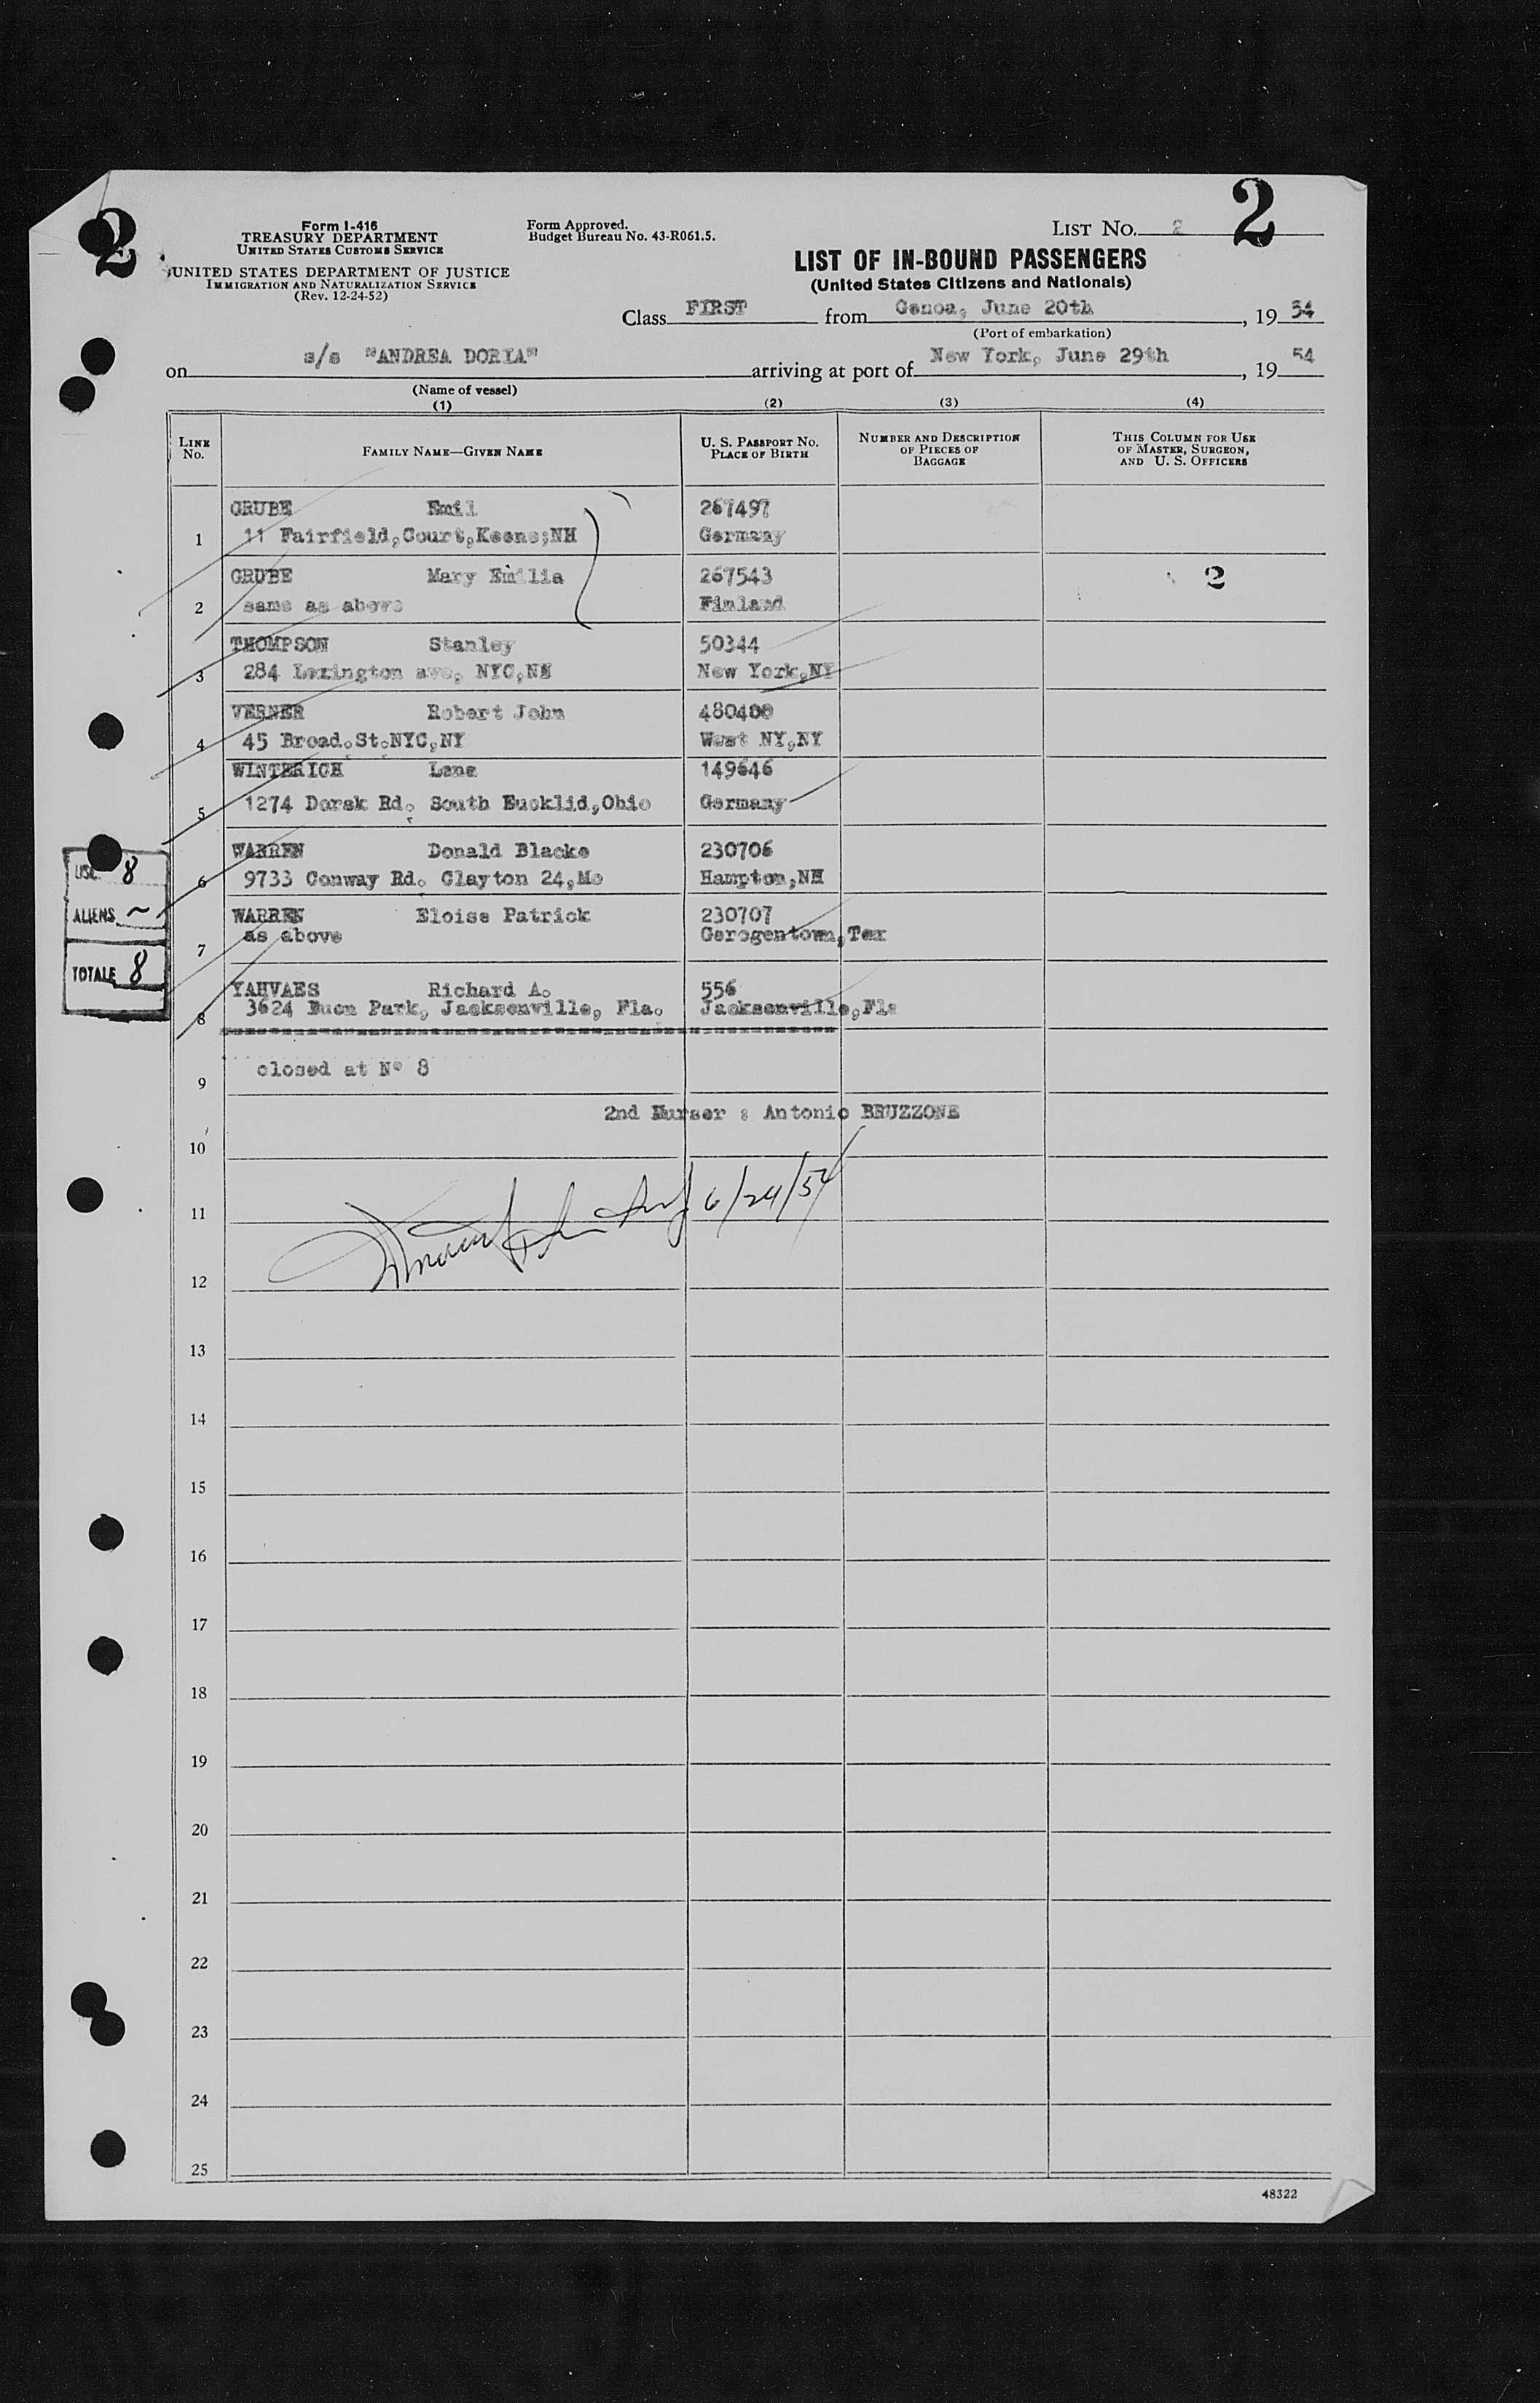 2
Form I-416
TREASURY DEPARTMENT
UNITED STATES CUSTOMS SERVICE
UNITED STATES DEPARTMENT OF JUSTICE
IMMIGRATION AND NATURALIZATION SERVICE
(Rev. 12-24-52)
Form Approved.
Budget Bureau No. 43-R061.5.
LIST NO. 2
2
LIST OF IN-BOUND PASSENGERS
(United States Citizens and Nationals)
Class FIRST from Genoa, June 20th, 19 54
(Port of embarkation)
on s/s "ANDREA DORIA" arriving at port of New York, June 29th, 19 54
(Name of vessel)
(1) (2) (3) (4)
LINE No. FAMILY NAME—GIVEN NAME U. S. PASSPORT NO. PLACE OF BIRTH NUMBER AND DESCRIPTION OF PIECES OF BAGGAGE THIS COLUMN FOR USE OF MASTER, SURGEON, AND U. S. OFFICERS
GRUBE Emil 267497
1 11 Fairfield,Court,Keene;NH Germany
GRUBE Mary Emilia 267543 2
2 same as above Finland
THOMPSON Stanley 50344
3 284 Lexington ave, NYC,NN New York,NY
VERNER Robert John 480400
4 45 Broad.St.NYC,NY West NY,NY
WINTERICH Lena 149646
5 1274 Dorsk Rd. South Eucklid,Ohio Germany
WARREN Donald Blacke 230706
6 9733 Conway Rd. Clayton 24,Mo Hampton,NH
WARREN Eloise Patrick 230707
as above Gerogentown,Tex
7
YAHVAES Richard A. 556
8 3624 Buen Park, Jacksonville, Fla. Jacksonville,Fla
USC. 8
ALIENS ~
TOTALE 8
closed at N° 8
9
2nd Purser : Antonio BRUZZONE
10
11 6/24/54
12
13
14
15
16
17
18
19
20
21
22
23
24
25
48322